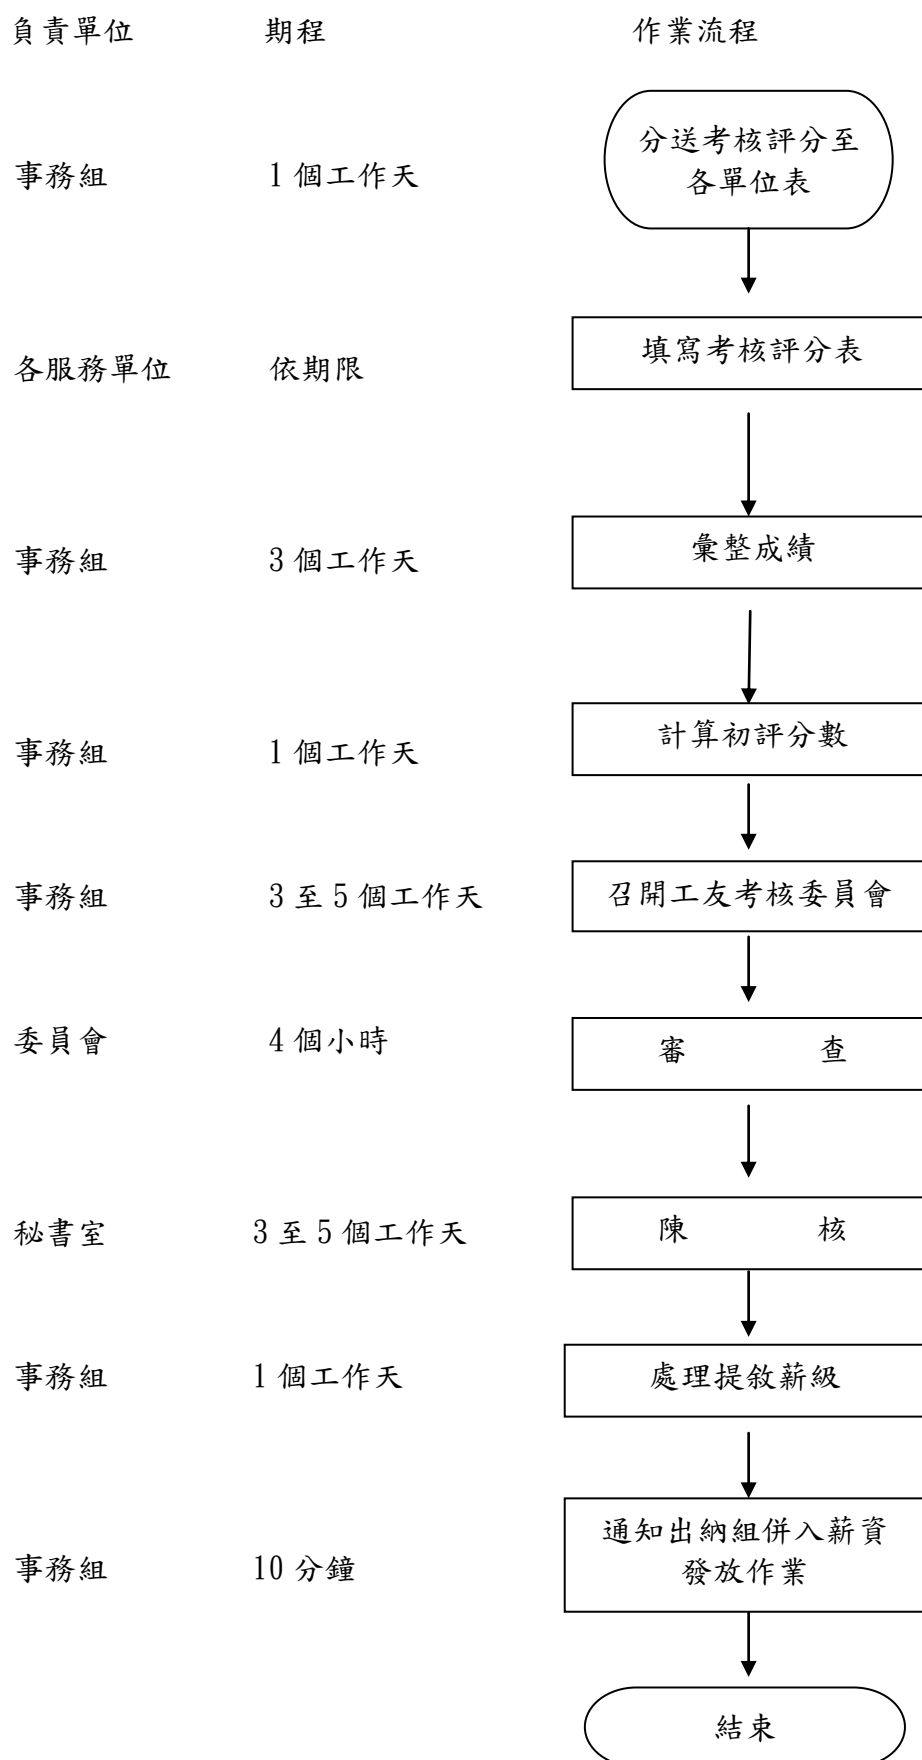 負責單位 期程 作業流程
事務組 1 個工作天 分送考核評分至
各單位表
各服務單位 依期限 填寫考核評分表
事務組 3 個工作天 彙整成績
事務組 1 個工作天 計算初評分數
事務組 3 至 5 個工作天 召開工友考核委員會
委員會 4 個小時 審 查
秘書室 3 至 5 個工作天 陳 核
事務組 1 個工作天 處理提敘薪級
事務組 10 分鐘 通知出納組併入薪資
發放作業
結束